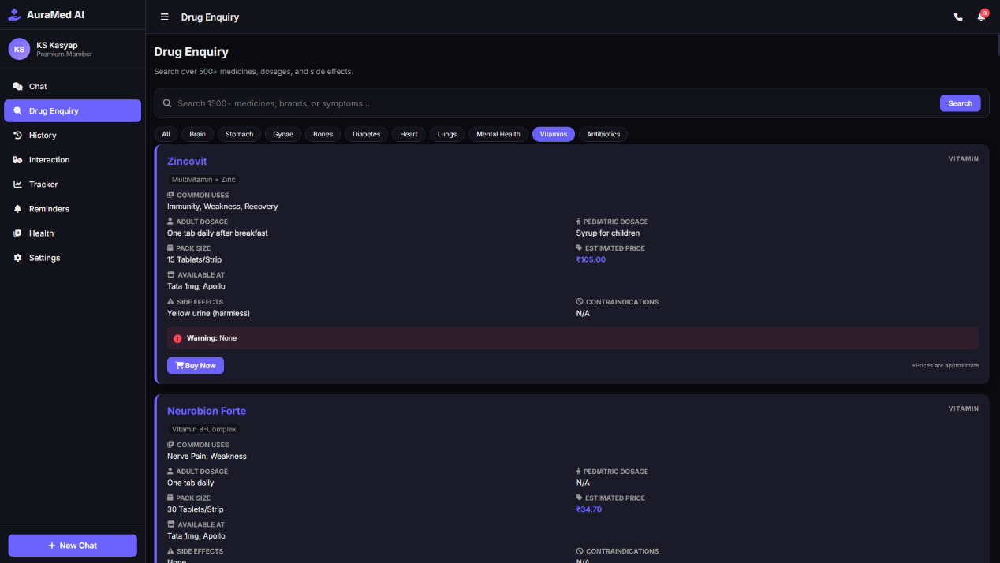 AuraMed AI
KS
KS Kasyap
Premium Member
Chat
Drug Enquiry
History
Interaction
Tracker
Reminders
Health
Settings
+ New Chat
Drug Enquiry
3
Drug Enquiry
Search over 500+ medicines, dosages, and side effects.
Search 1500+ medicines, brands, or symptoms...
Search
All Brain Stomach Gynae Bones Diabetes Heart Lungs Mental Health Vitamins Antibiotics
Zincovit
VITAMIN
Multivitamin + Zinc
COMMON USES
Immunity, Weakness, Recovery
ADULT DOSAGE
One tab daily after breakfast
PEDIATRIC DOSAGE
Syrup for children
PACK SIZE
15 Tablets/Strip
ESTIMATED PRICE
₹105.00
AVAILABLE AT
Tata 1mg, Apollo
SIDE EFFECTS
Yellow urine (harmless)
CONTRAINDICATIONS
N/A
Warning: None
Buy Now
*Prices are approximate
Neurobion Forte
VITAMIN
Vitamin B-Complex
COMMON USES
Nerve Pain, Weakness
ADULT DOSAGE
One tab daily
PEDIATRIC DOSAGE
N/A
PACK SIZE
30 Tablets/Strip
ESTIMATED PRICE
₹34.70
AVAILABLE AT
Tata 1mg, Apollo
SIDE EFFECTS
None
CONTRAINDICATIONS
N/A